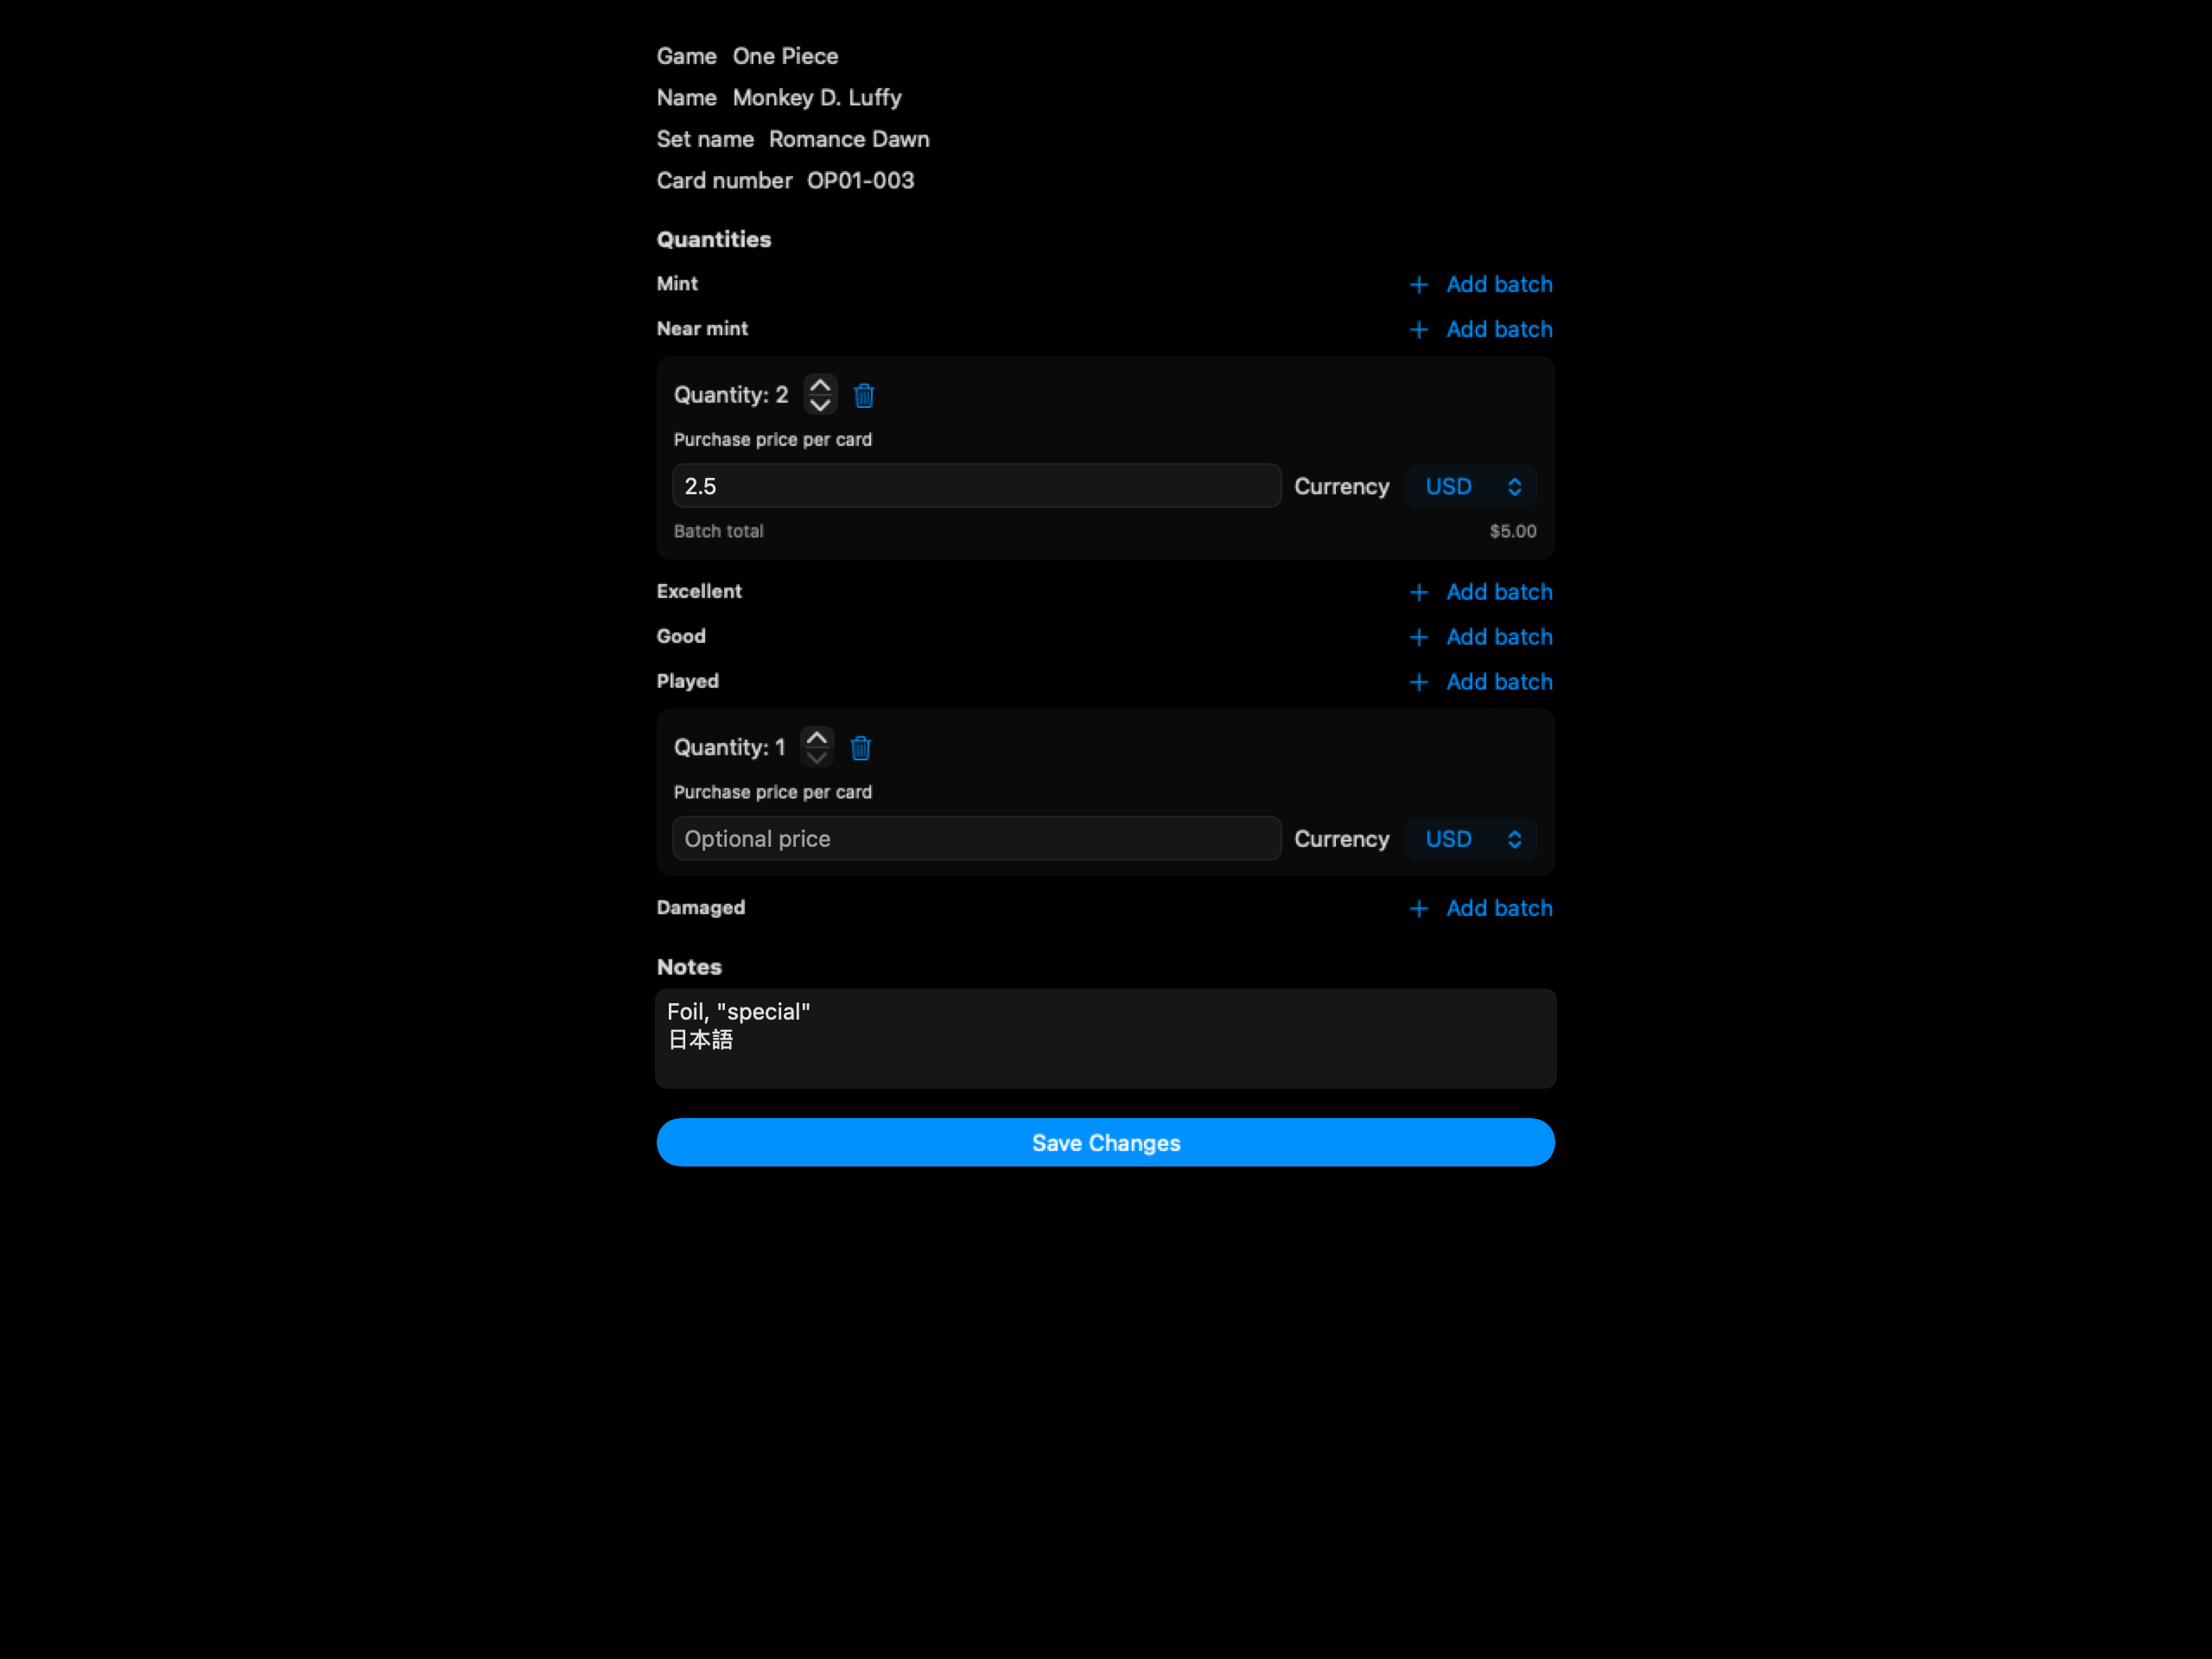 Game One Piece
Name Monkey D. Luffy
Set name Romance Dawn
Card number OP01-003
Quantities
Mint + Add batch
Near mint + Add batch
Quantity: 2
Purchase price per card
2.5 Currency USD
Batch total $5.00
Excellent + Add batch
Good + Add batch
Played + Add batch
Quantity: 1
Purchase price per card
Optional price Currency USD
Damaged + Add batch
Notes
Foil, "special"
日本語
Save Changes